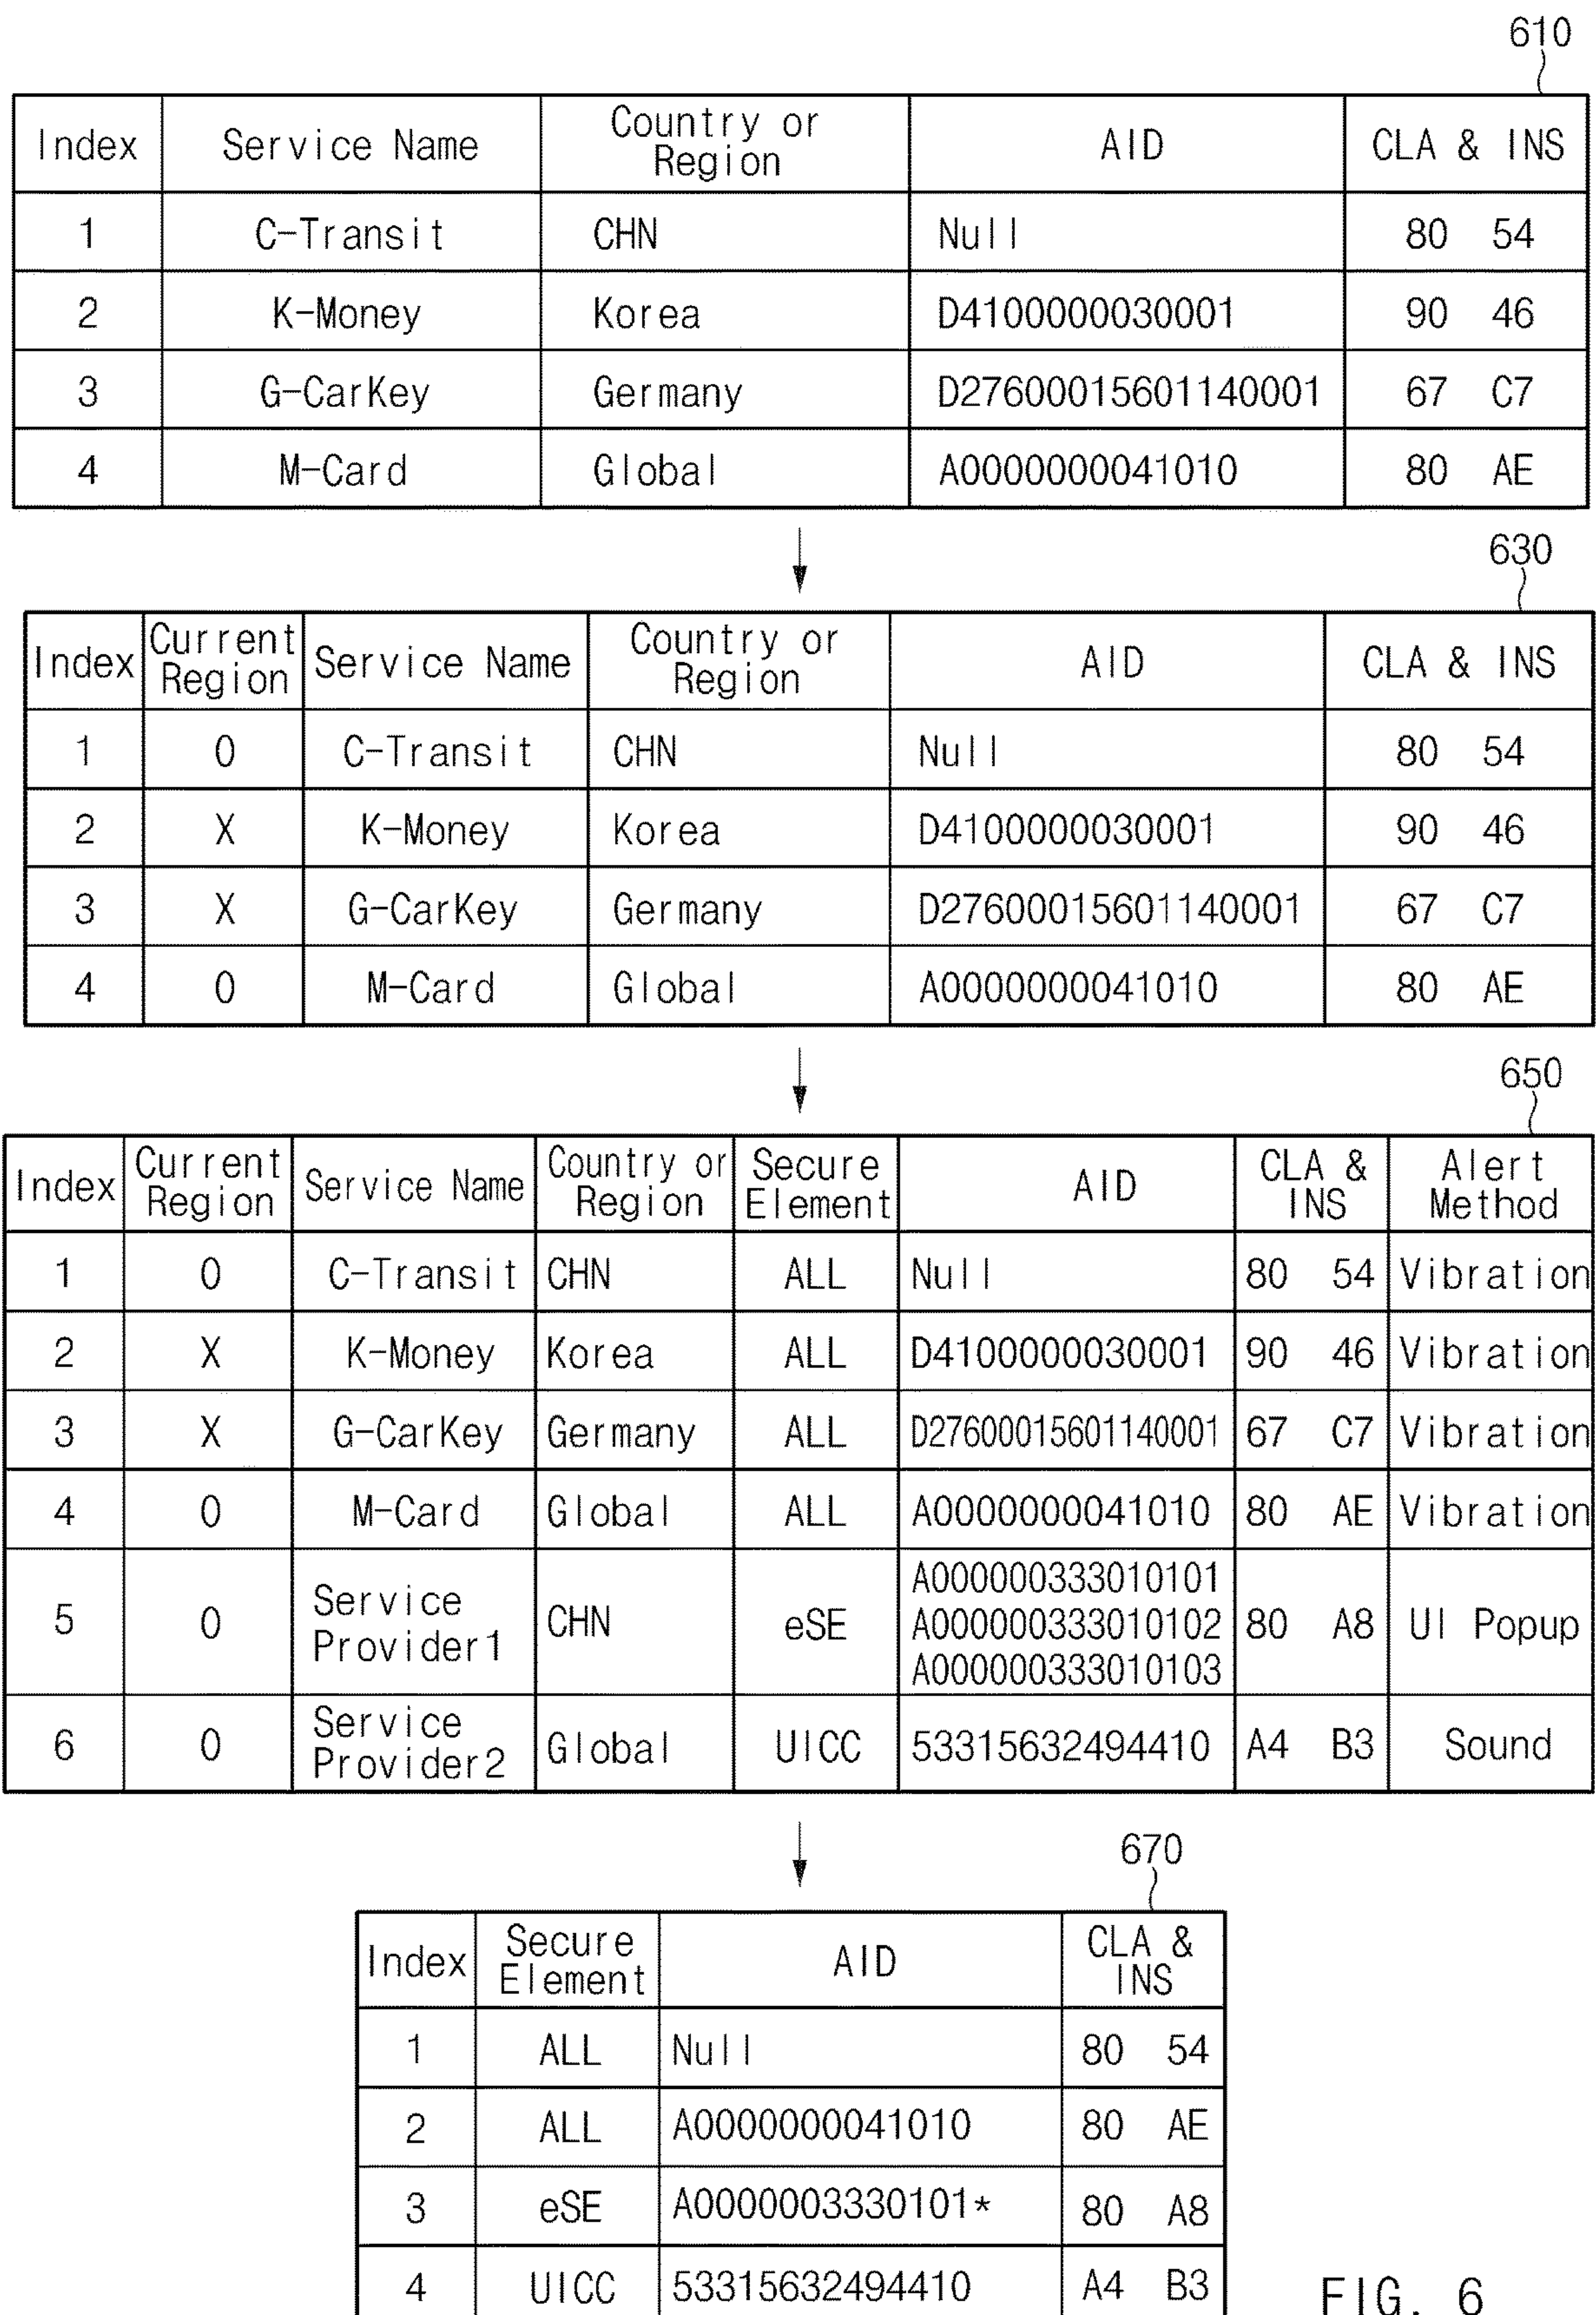 610
Index Service Name Country or Region AID CLA & INS
1 C-Transit CHN Null 80 54
2 K-Money Korea D4100000030001 90 46
3 G-CarKey Germany D27600015601140001 67 C7
4 M-Card Global A0000000041010 80 AE
630
Index Current Region Service Name Country or Region AID CLA & INS
1 O C-Transit CHN Null 80 54
2 X K-Money Korea D4100000030001 90 46
3 X G-CarKey Germany D27600015601140001 67 C7
4 O M-Card Global A0000000041010 80 AE
650
Index Current Region Service Name Country or Region Secure Element AID CLA & INS Alert Method
1 O C-Transit CHN ALL Null 80 54 Vibration
2 X K-Money Korea ALL D4100000030001 90 46 Vibration
3 X G-CarKey Germany ALL D27600015601140001 67 C7 Vibration
4 O M-Card Global ALL A0000000041010 80 AE Vibration
5 O Service Provider1 CHN eSE A000000333010101 A000000333010102 A000000333010103 80 A8 UI Popup
6 O Service Provider2 Global UICC 53315632494410 A4 B3 Sound
670
Index Secure Element AID CLA & INS
1 ALL Null 80 54
2 ALL A0000000041010 80 AE
3 eSE A0000003330101* 80 A8
4 UICC 53315632494410 A4 B3
FIG. 6